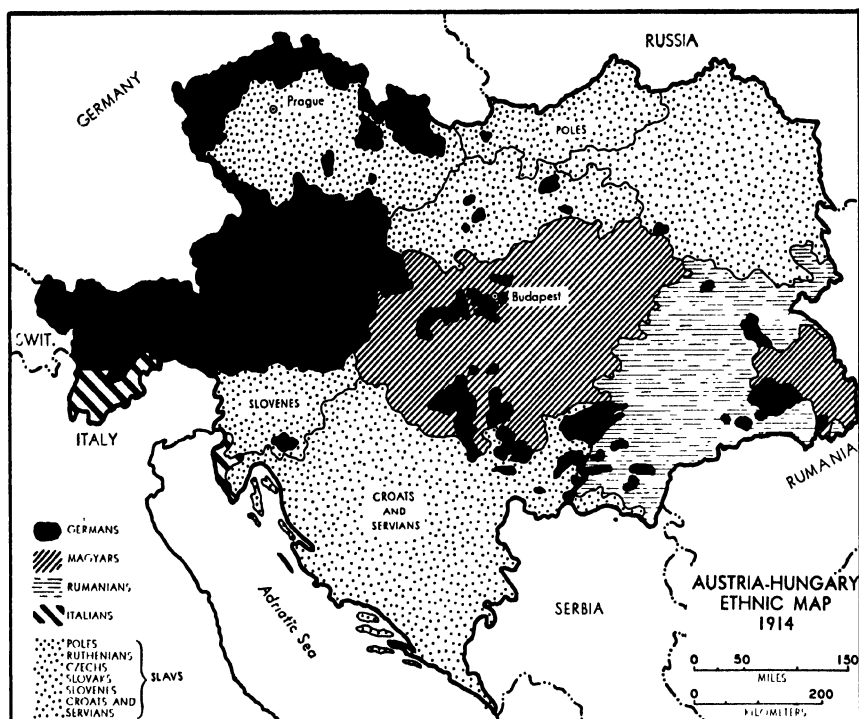 RUSSIA
GERMANY
Prague
POLES
Budapest
SWIT.
SLOVENES
ITALY
RUMANIA
CROATS
AND
SERVIANS
GERMANS
MAGYARS
RUMANIANS
ITALIANS
Adriatic Sea
SERBIA
AUSTRIA-HUNGARY
ETHNIC MAP
1914
POLES
RUTHENIANS
CZECHS
SLOVAKS
SLOVENES
CROATS AND
SERVIANS
SLAVS
0 50 150
MILES
0 200
KILOMETERS